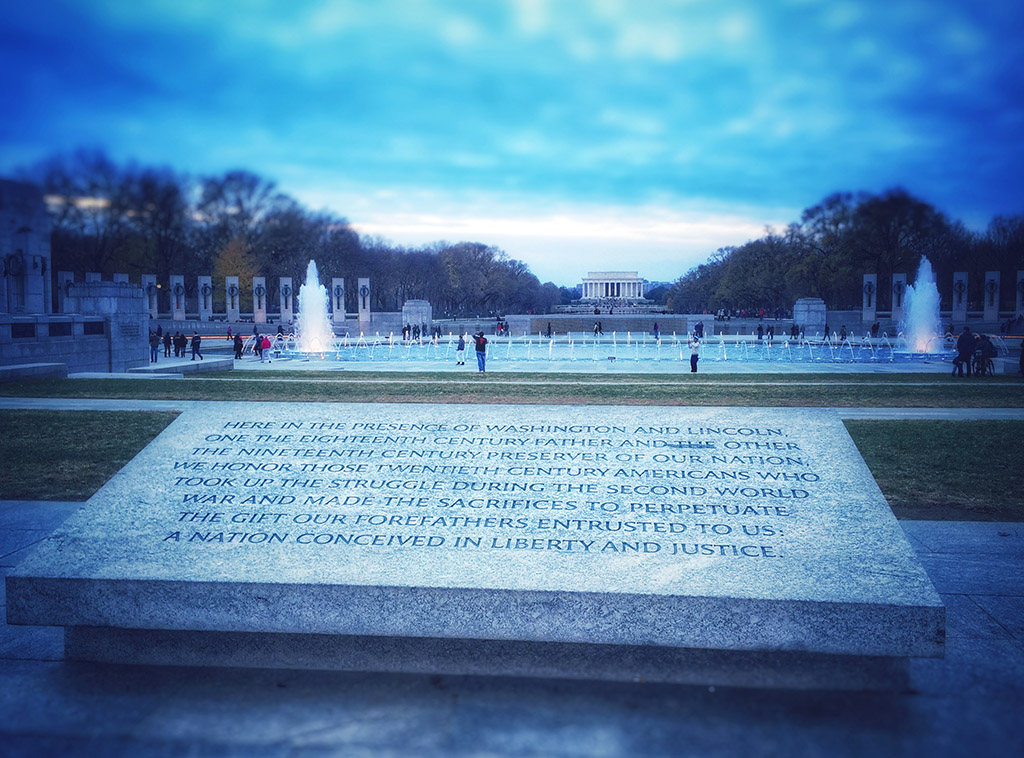 HERE IN THE PRESENCE OF WASHINGTON AND LINCOLN,
ONE THE EIGHTEENTH CENTURY FATHER AND THE OTHER
THE NINETEENTH CENTURY PRESERVER OF OUR NATION,
WE HONOR THOSE TWENTIETH CENTURY AMERICANS WHO
TOOK UP THE STRUGGLE DURING THE SECOND WORLD
WAR AND MADE THE SACRIFICES TO PERPETUATE
THE GIFT OUR FOREFATHERS ENTRUSTED TO US:
A NATION CONCEIVED IN LIBERTY AND JUSTICE.